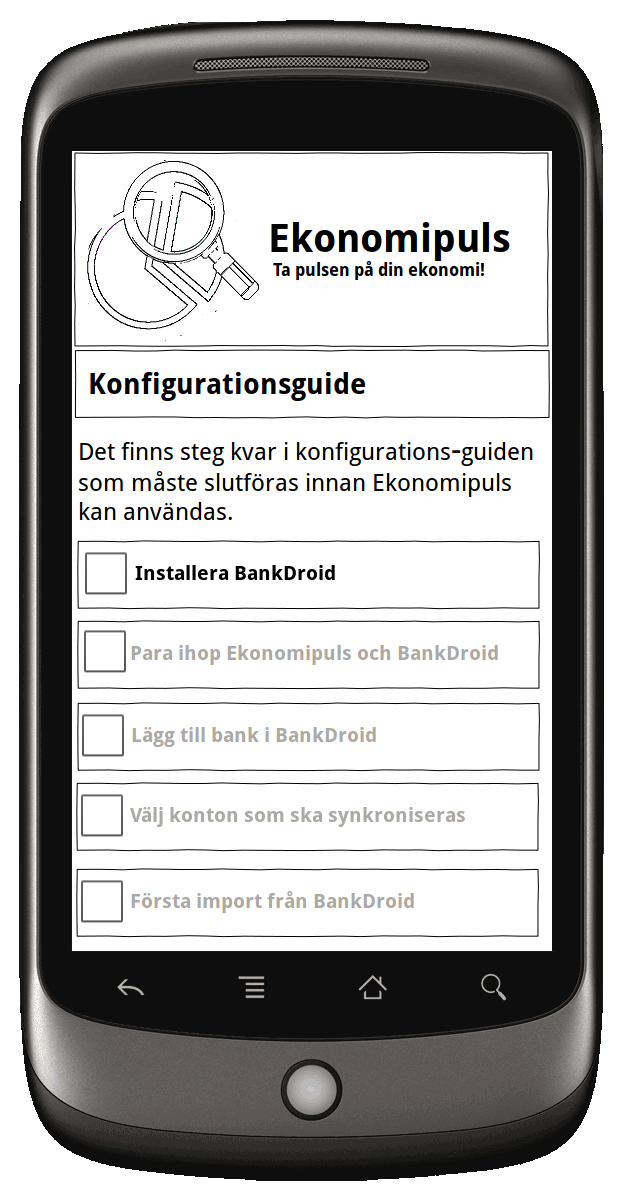 Ekonomipuls
Ta pulsen på din ekonomi!
Konfigurationsguide
Det finns steg kvar i konfigurations-guiden
som måste slutföras innan Ekonomipuls
kan användas.
Installera BankDroid
Para ihop Ekonomipuls och BankDroid
Lägg till bank i BankDroid
Välj konton som ska synkroniseras
Första import från BankDroid